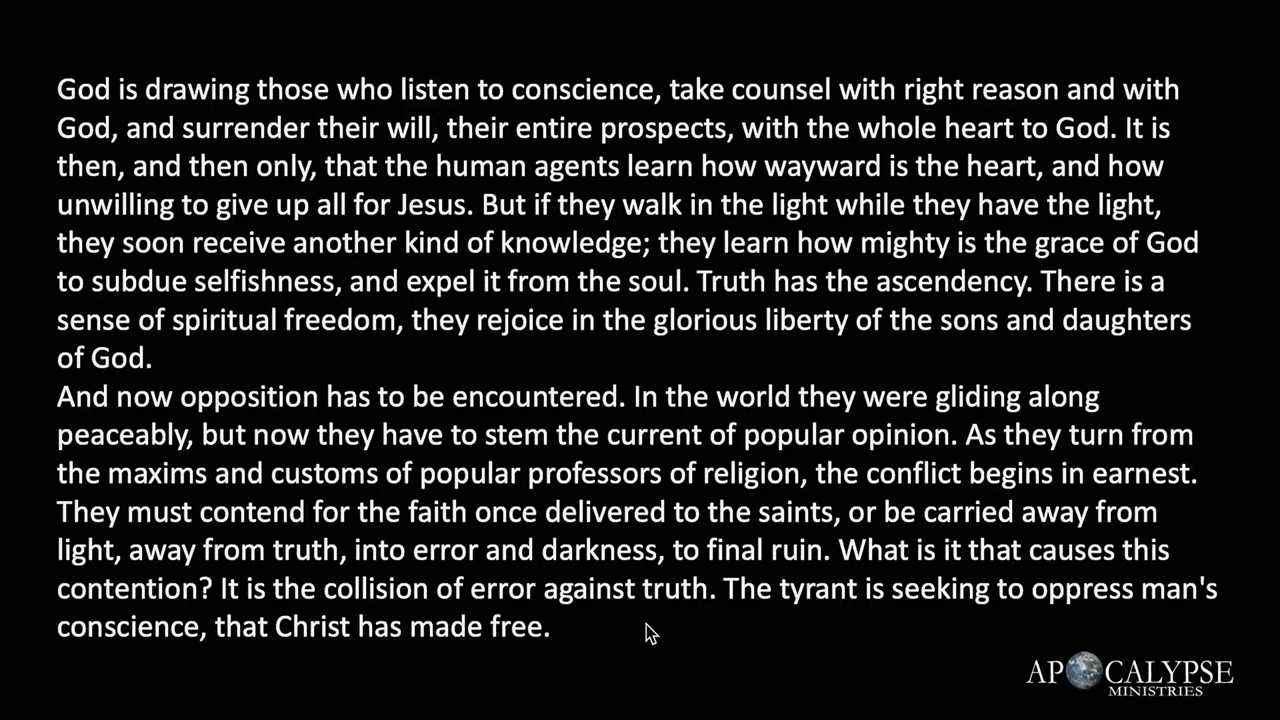 God is drawing those who listen to conscience, take counsel with right reason and with
God, and surrender their will, their entire prospects, with the whole heart to God. It is
then, and then only, that the human agents learn how wayward is the heart, and how
unwilling to give up all for Jesus. But if they walk in the light while they have the light,
they soon receive another kind of knowledge; they learn how mighty is the grace of God
to subdue selfishness, and expel it from the soul. Truth has the ascendency. There is a
sense of spiritual freedom, they rejoice in the glorious liberty of the sons and daughters
of God.
And now opposition has to be encountered. In the world they were gliding along
peaceably, but now they have to stem the current of popular opinion. As they turn from
the maxims and customs of popular professors of religion, the conflict begins in earnest.
They must contend for the faith once delivered to the saints, or be carried away from
light, away from truth, into error and darkness, to final ruin. What is it that causes this
contention? It is the collision of error against truth. The tyrant is seeking to oppress man's
conscience, that Christ has made free.
APOCALYPSE
MINISTRIES